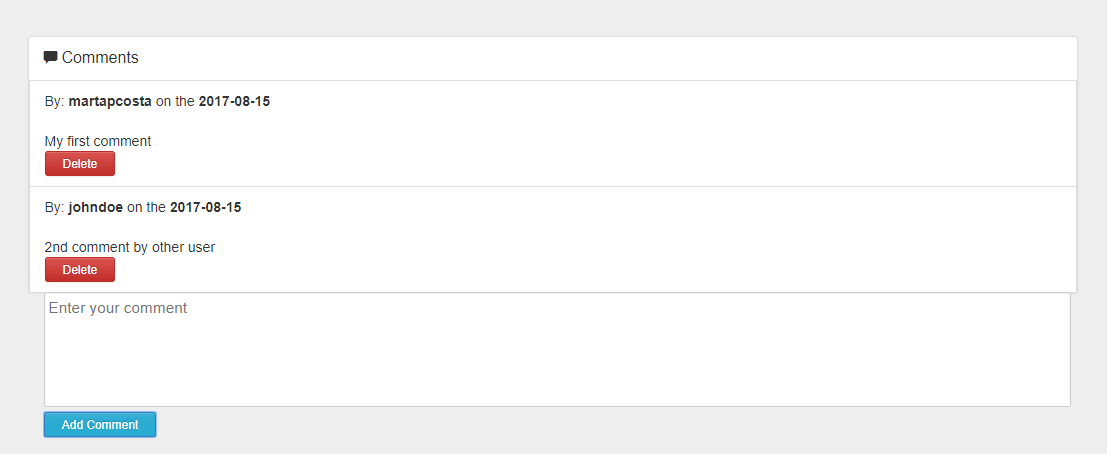 Comments
By: martapcosta on the 2017-08-15
My first comment
Delete
By: johndoe on the 2017-08-15
2nd comment by other user
Delete
Enter your comment
Add Comment